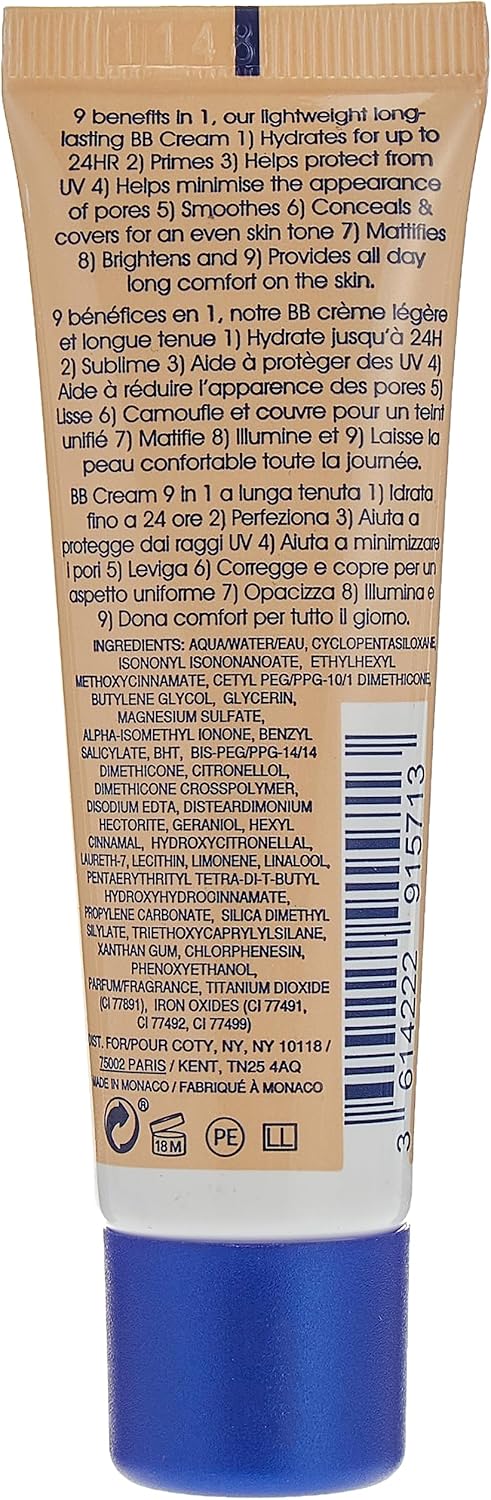 114
9 benefits in 1, our lightweight long-
lasting BB Cream 1) Hydrates for up to
24HR 2) Primes 3) Helps protect from
UV 4) Helps minimise the appearance
of pores 5) Smoothes 6) Conceals &
covers for an even skin tone 7) Mattifies
8) Brightens and 9) Provides all day
long comfort on the skin.
9 bénéfices en 1, notre BB crème légère
et longue tenue 1) Hydrate jusqu'à 24H
2) Sublime 3) Aide à protèger des UV 4)
Aide à réduire l'apparence des pores 5)
Lisse 6) Camoufle et couvre pour un teint
unifié 7) Matifie 8) Illumine et 9) Laisse la
peau confortable toute la journée.
BB Cream 9 in 1 a lunga tenuta 1) Idrata
fino a 24 ore 2) Perfeziona 3) Aiuta a
protegge dai raggi UV 4) Aiuta a minimizzare
i pori 5) Leviga 6) Corregge e copre per un
aspetto uniforme 7) Opacizza 8) Illumina e
9) Dona comfort per tutto il giorno.
INGREDIENTS: AQUA/WATER/EAU, CYCLOPENTASILOXANE,
ISONONYL ISONONANOATE, ETHYLHEXYL
METHOXYCINNAMATE, CETYL PEG/PPG-10/1 DIMETHICONE,
BUTYLENE GLYCOL, GLYCERIN,
MAGNESIUM SULFATE,
ALPHA-ISOMETHYL IONONE, BENZYL
SALICYLATE, BHT, BIS-PEG/PPG-14/14
DIMETHICONE, CITRONELLOL,
DIMETHICONE CROSSPOLYMER,
DISODIUM EDTA, DISTEARDIMONIUM
HECTORITE, GERANIOL, HEXYL
CINNAMAL, HYDROXYCITRONELLAL,
LAURETH-7, LECITHIN, LIMONENE, LINALOOL,
PENTAERYTHRITYL TETRA-DI-T-BUTYL
HYDROXYHYDROCINNAMATE,
PROPYLENE CARBONATE, SILICA DIMETHYL
SILYLATE, TRIETHOXYCAPRYLYLSILANE,
XANTHAN GUM, CHLORPHENESIN,
PHENOXYETHANOL,
PARFUM/FRAGRANCE, TITANIUM DIOXIDE
(CI 77891), IRON OXIDES (CI 77491,
CI 77492, CI 77499)
DIST. FOR/POUR COTY, NY, NY 10118 /
75002 PARIS / KENT, TN25 4AQ
MADE IN MONACO / FABRIQUÉ À MONACO
® 18 M PE LL
3 614222 915713